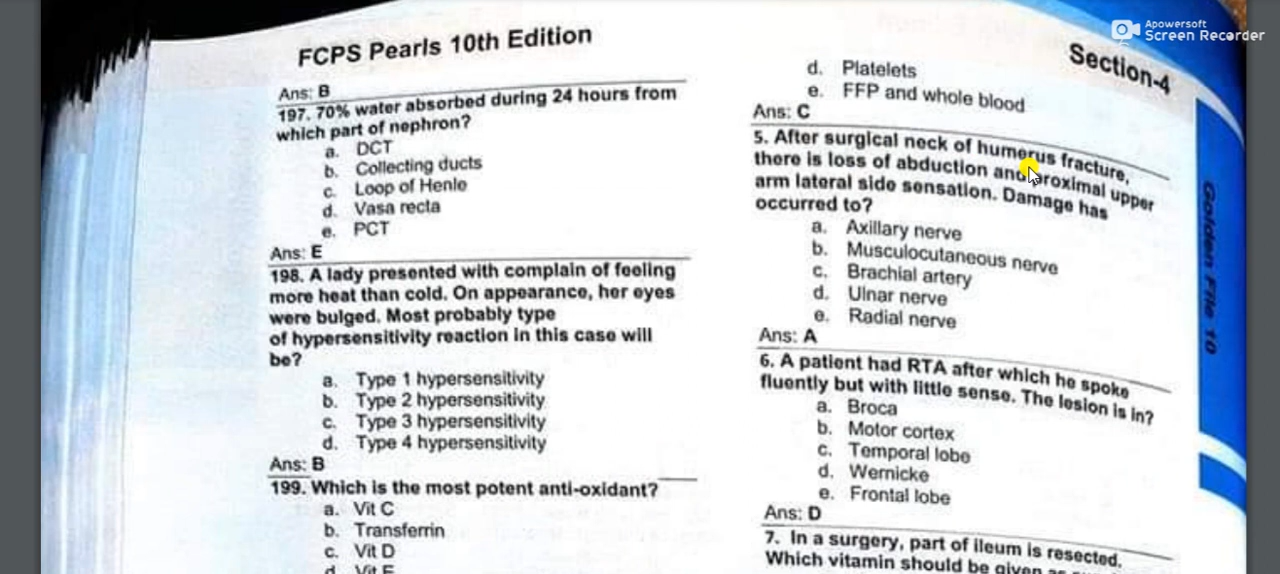 Apowersoft
Screen Recorder
FCPS Pearls 10th Edition
Ans: B
197. 70% water absorbed during 24 hours from
which part of nephron?
a. DCT
b. Collecting ducts
c. Loop of Henle
d. Vasa recta
e. PCT
Ans: E
198. A lady presented with complain of feeling
more heat than cold. On appearance, her eyes
were bulged. Most probably type
of hypersensitivity reaction in this case will
be?
a. Type 1 hypersensitivity
b. Type 2 hypersensitivity
c. Type 3 hypersensitivity
d. Type 4 hypersensitivity
Ans: B
199. Which is the most potent anti-oxidant?
a. Vit C
b. Transferrin
c. Vit D
d. Vit E
Section-4
d. Platelets
e. FFP and whole blood
Ans: C
5. After surgical neck of humerus fracture,
there is loss of abduction and proximal upper
arm lateral side sensation. Damage has
occurred to?
a. Axillary nerve
b. Musculocutaneous nerve
c. Brachial artery
d. Ulnar nerve
e. Radial nerve
Ans: A
6. A patient had RTA after which he spoke
fluently but with little sense. The lesion is in?
a. Broca
b. Motor cortex
c. Temporal lobe
d. Wernicke
e. Frontal lobe
Ans: D
7. In a surgery, part of ileum is resected.
Which vitamin should be given
Golden File 10